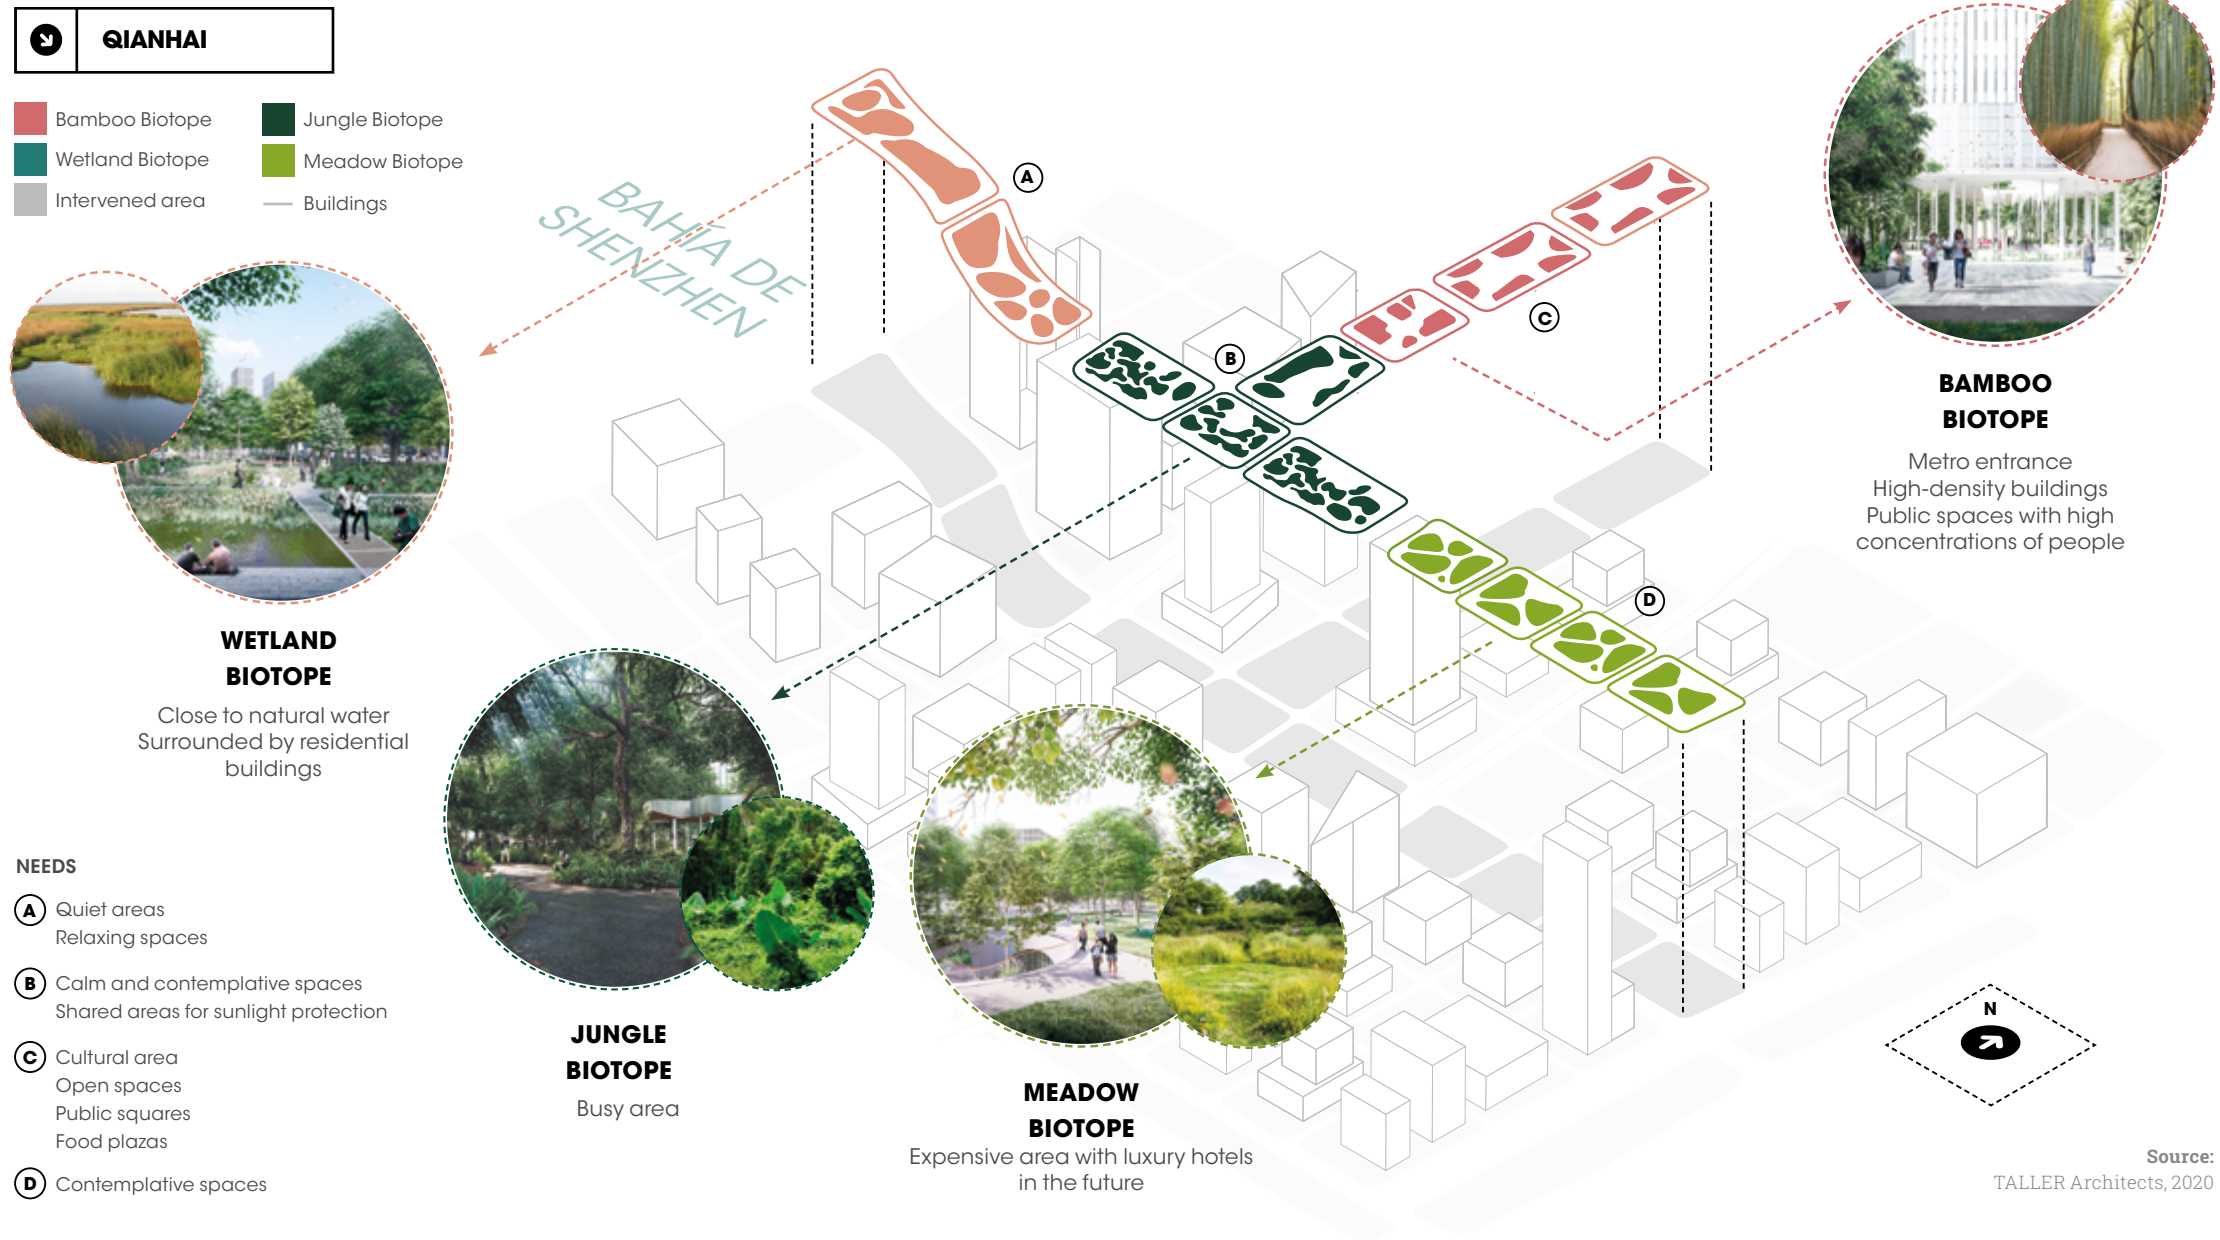 QIANHAI
Bamboo Biotope
Jungle Biotope
Wetland Biotope
Meadow Biotope
Intervened area
Buildings
BAHÍA DE
SHENZHEN
A
B
C
D
WETLAND
BIOTOPE
Close to natural water
Surrounded by residential
buildings
BAMBOO
BIOTOPE
Metro entrance
High-density buildings
Public spaces with high
concentrations of people
JUNGLE
BIOTOPE
Busy area
MEADOW
BIOTOPE
Expensive area with luxury hotels
in the future
NEEDS
A Quiet areas
Relaxing spaces
B Calm and contemplative spaces
Shared areas for sunlight protection
C Cultural area
Open spaces
Public squares
Food plazas
D Contemplative spaces
N
Source:
TALLER Architects, 2020